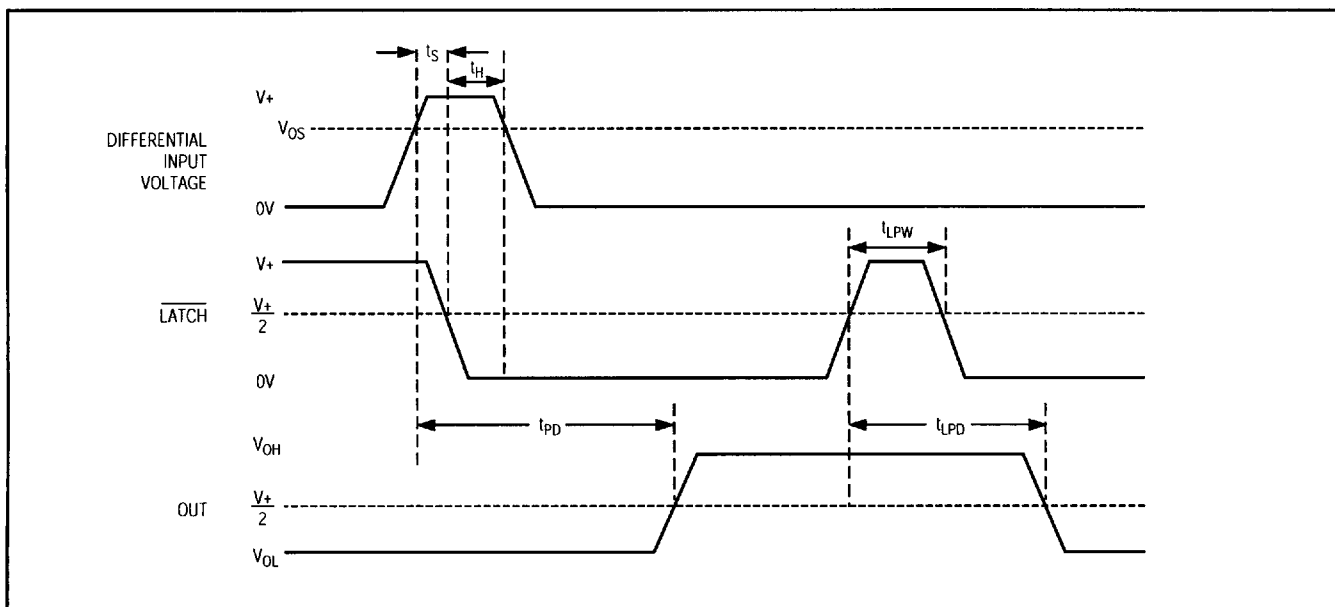 tS
tH
V+
VOS
DIFFERENTIAL
INPUT
VOLTAGE
0V
tLPW
V+
LATCH
V+
2
0V
tPD
tLPD
VOH
OUT
V+
2
VOL